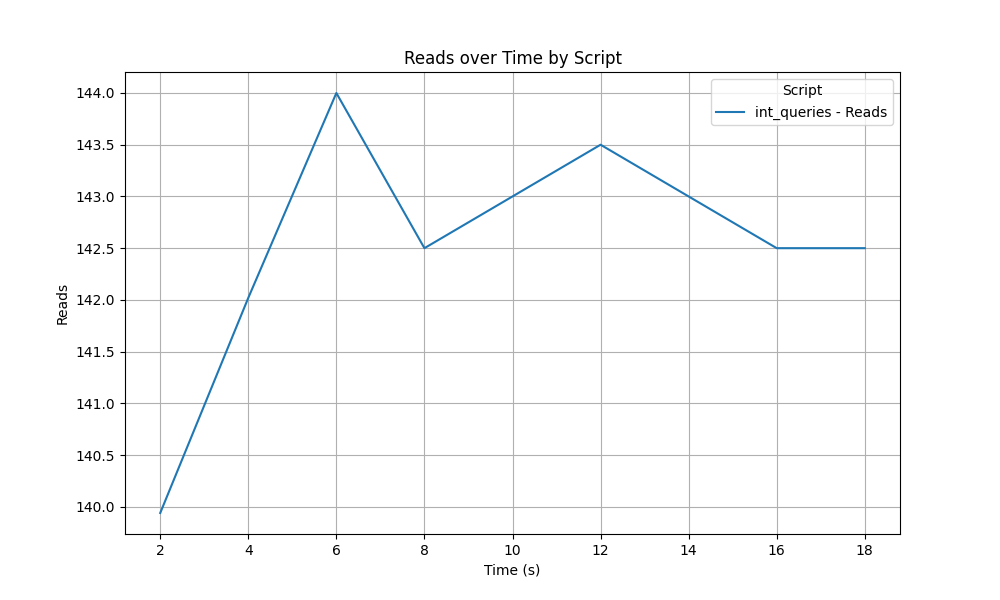 Reads over Time by Script
Script
int_queries - Reads
144.0
143.5
143.0
142.5
142.0
141.5
141.0
140.5
140.0
Reads
2 4 6 8 10 12 14 16 18
Time (s)